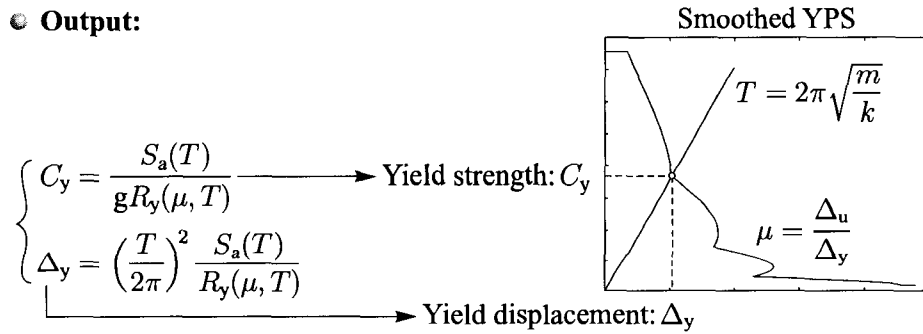 Output:
Smoothed YPS
T = 2π√(m/k)
C_y = S_a(T) / gR_y(μ, T)
Yield strength: C_y
μ = Δ_u / Δ_y
Δ_y = (T/2π)² S_a(T) / R_y(μ, T)
Yield displacement: Δ_y